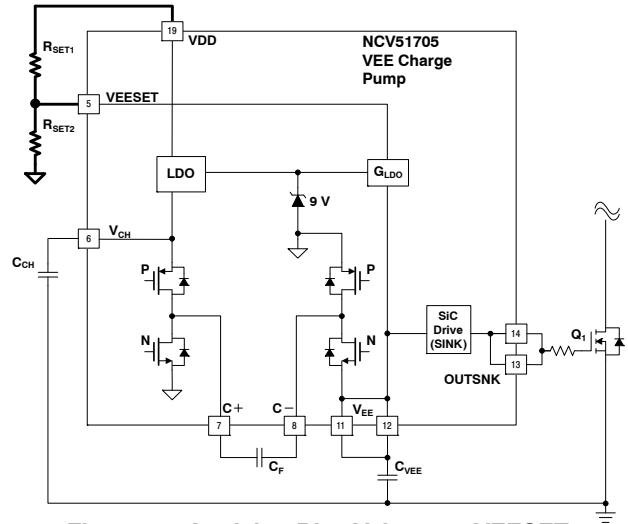 19
VDD
NCV51705
VEE Charge
Pump
RSET1
5
VEESET
RSET2
LDO
GLDO
9 V
6
VCH
CCH
P
P
N
N
SiC
Drive
(SINK)
14
13
Q1
OUTSNK
C+
C−
VEE
7
8
11
12
CF
CVEE